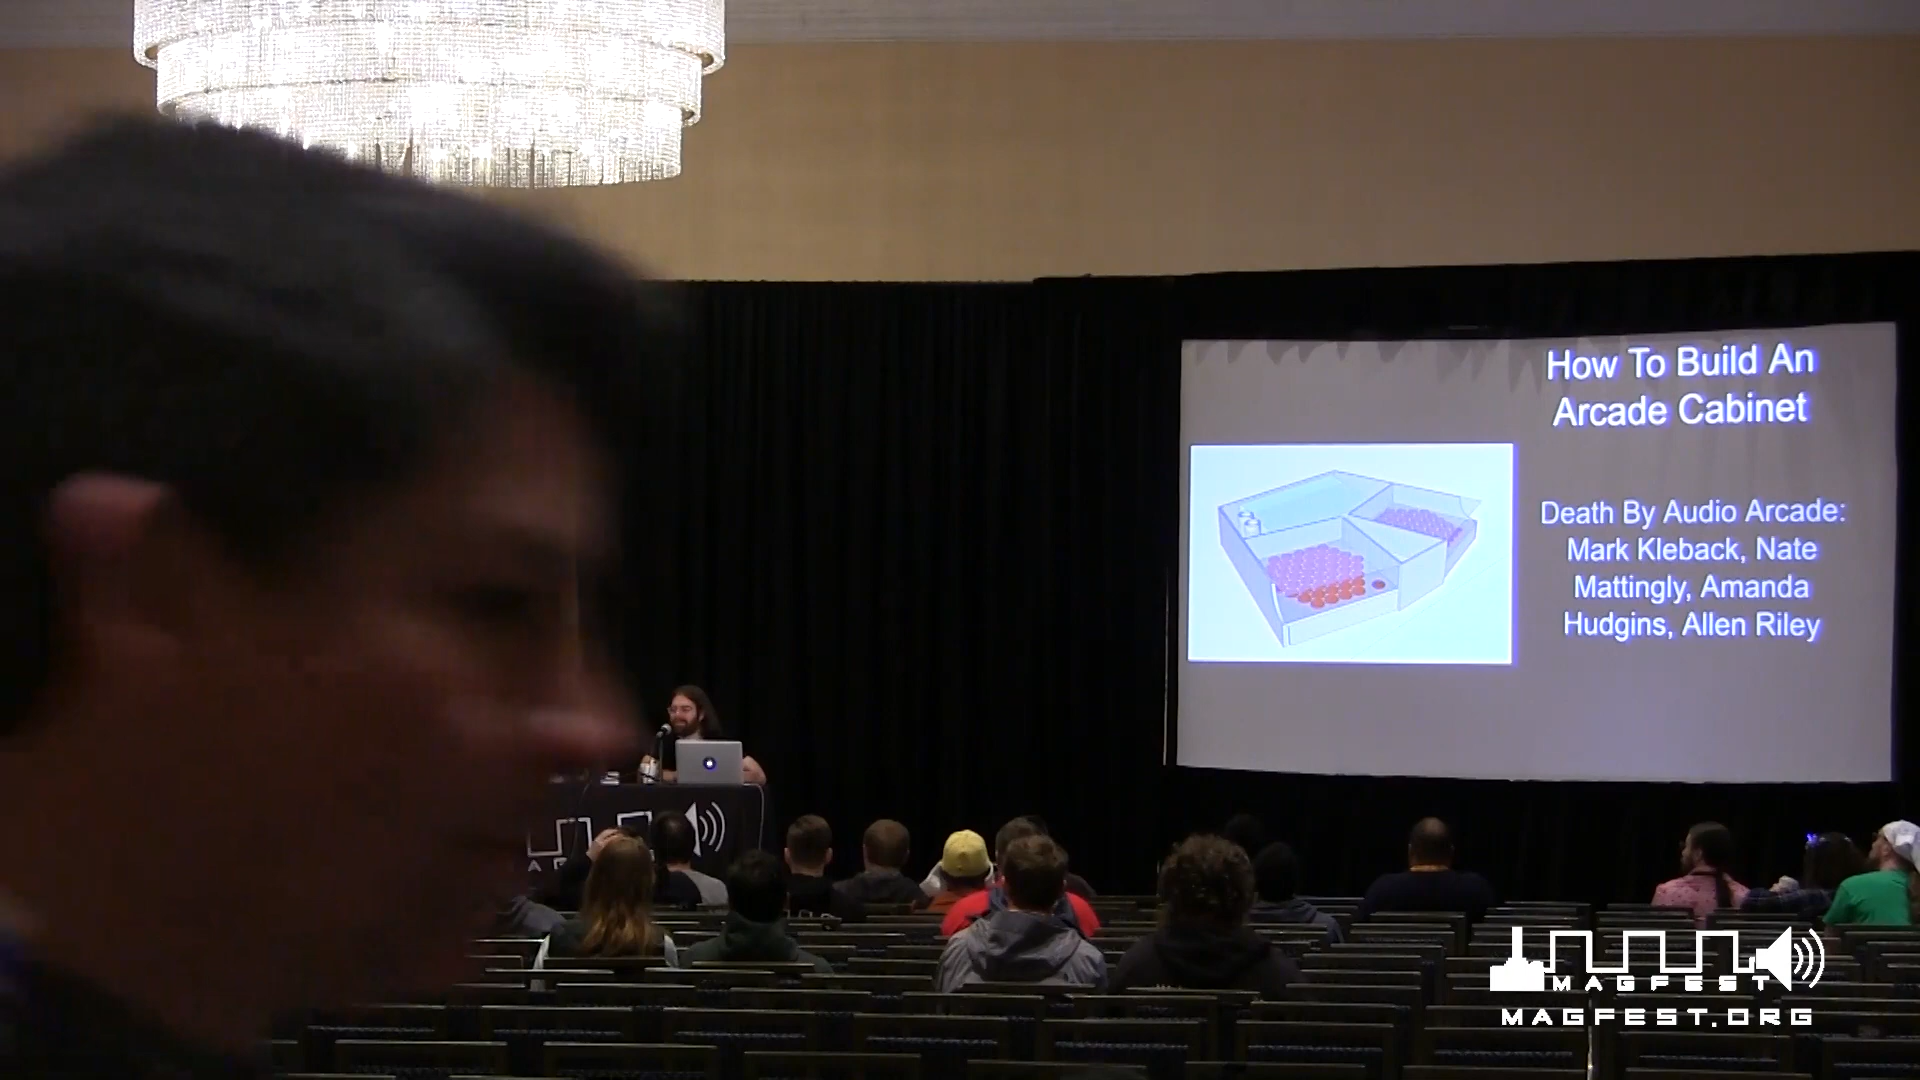 How To Build An
Arcade Cabinet
Death By Audio Arcade:
Mark Kleback, Nate
Mattingly, Amanda
Hudgins, Allen Riley
MAGFEST
MAGFEST.ORG